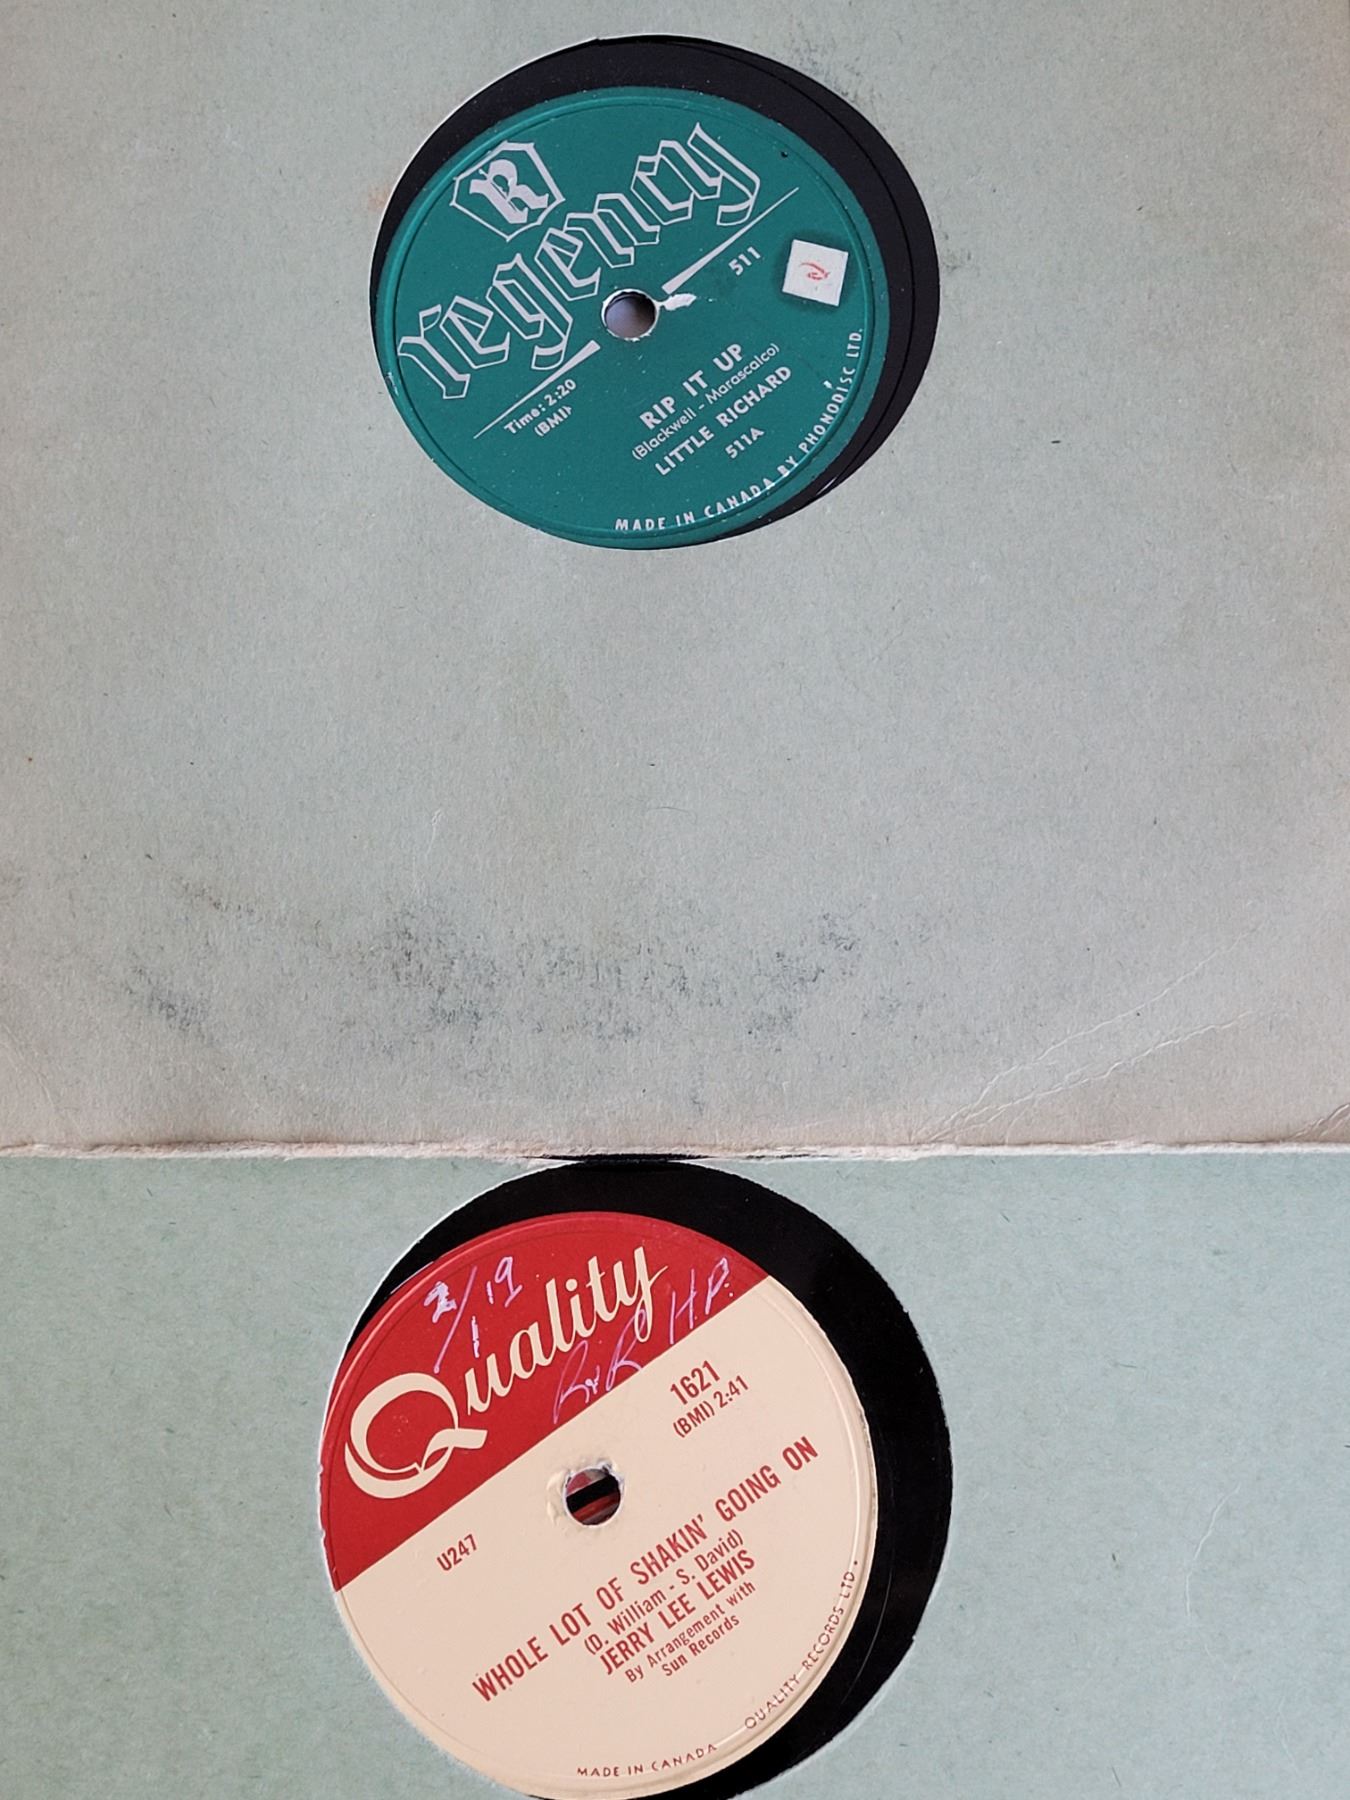 R
regency
511
Time: 2:20
(BMI)
RIP IT UP
(Blackwell - Marascalco)
LITTLE RICHARD
511A
MADE IN CANADA BY PHONODISC LTD.
2/19
Quality
R&R H.P.
1621
(BMI) 2:41
U247
WHOLE LOT OF SHAKIN' GOING ON
(D. William - S. David)
JERRY LEE LEWIS
By Arrangement with
Sun Records
MADE IN CANADA QUALITY RECORDS LTD.